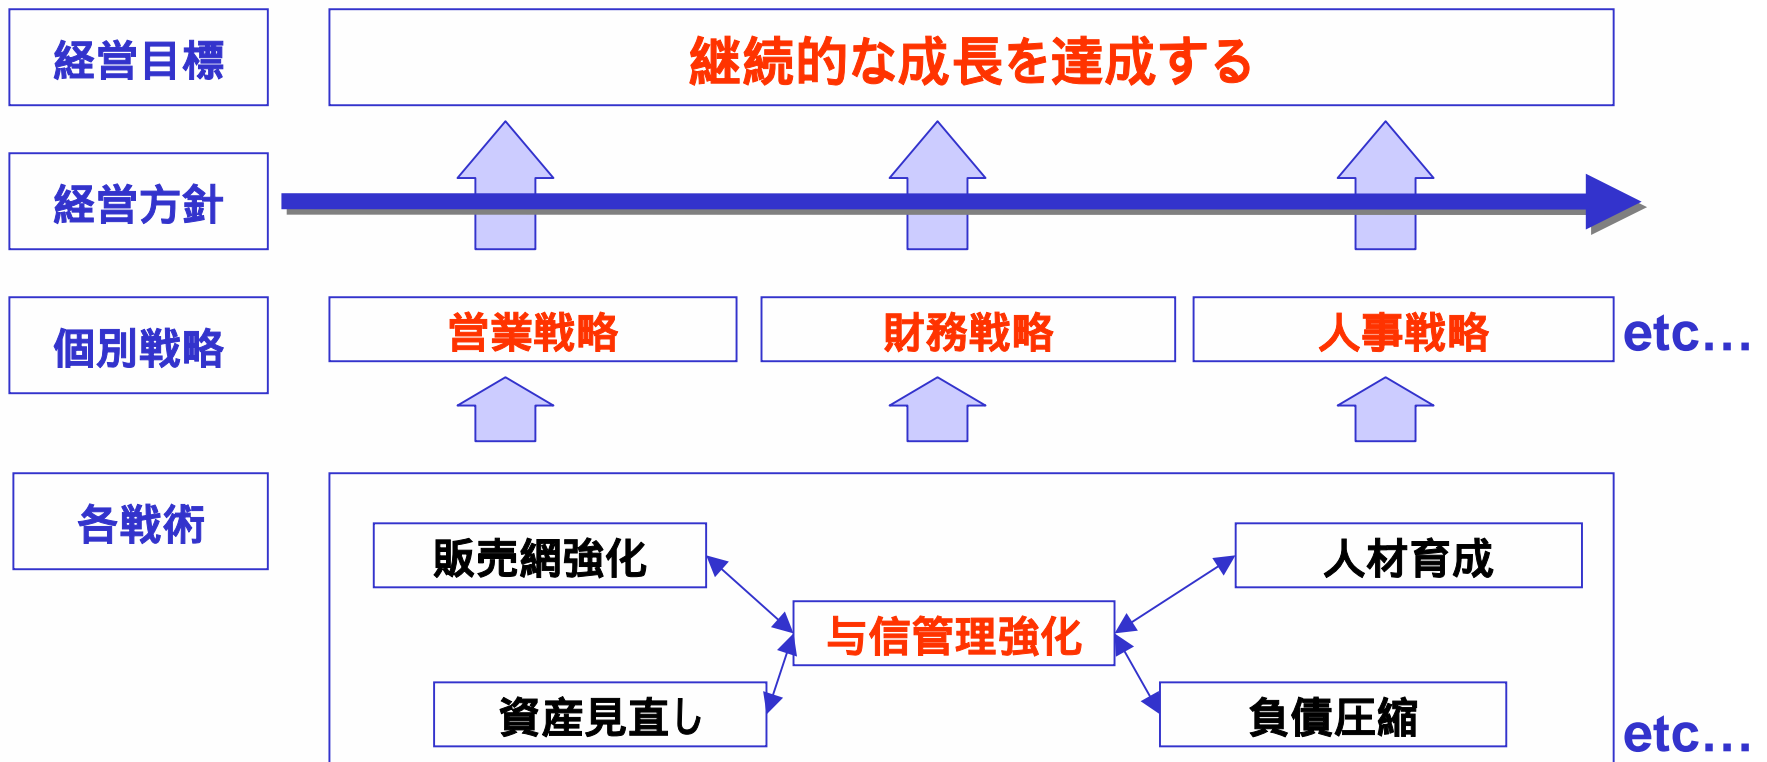 経営目標
継続的な成長を達成する
経営方針
個別戦略
営業戦略
財務戦略
人事戦略
etc…
各戦術
販売網強化
人材育成
与信管理強化
資産見直し
負債圧縮
etc…